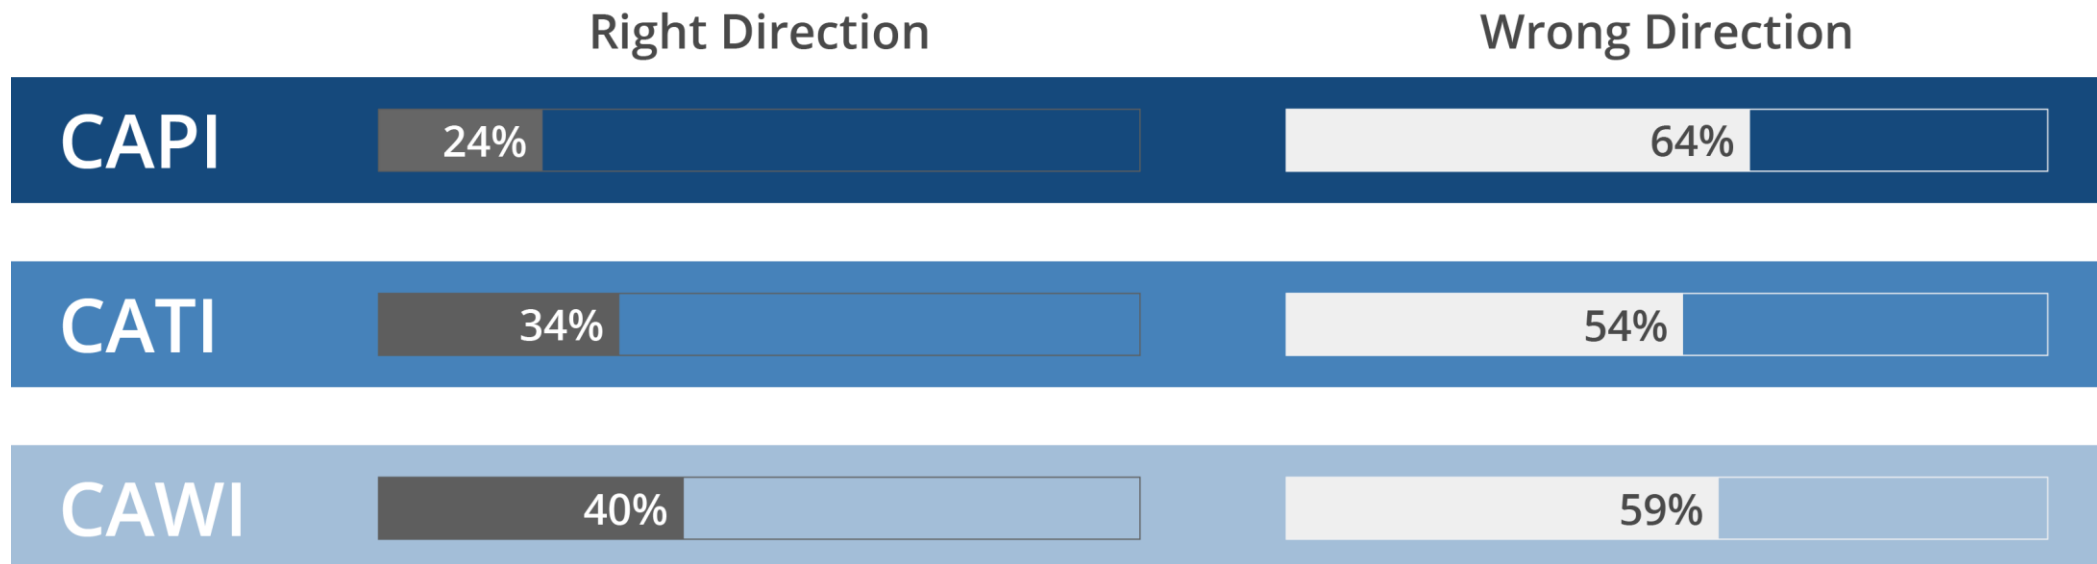 Right Direction Wrong Direction
CAPI 24% 64%
CATI 34% 54%
CAWI 40% 59%